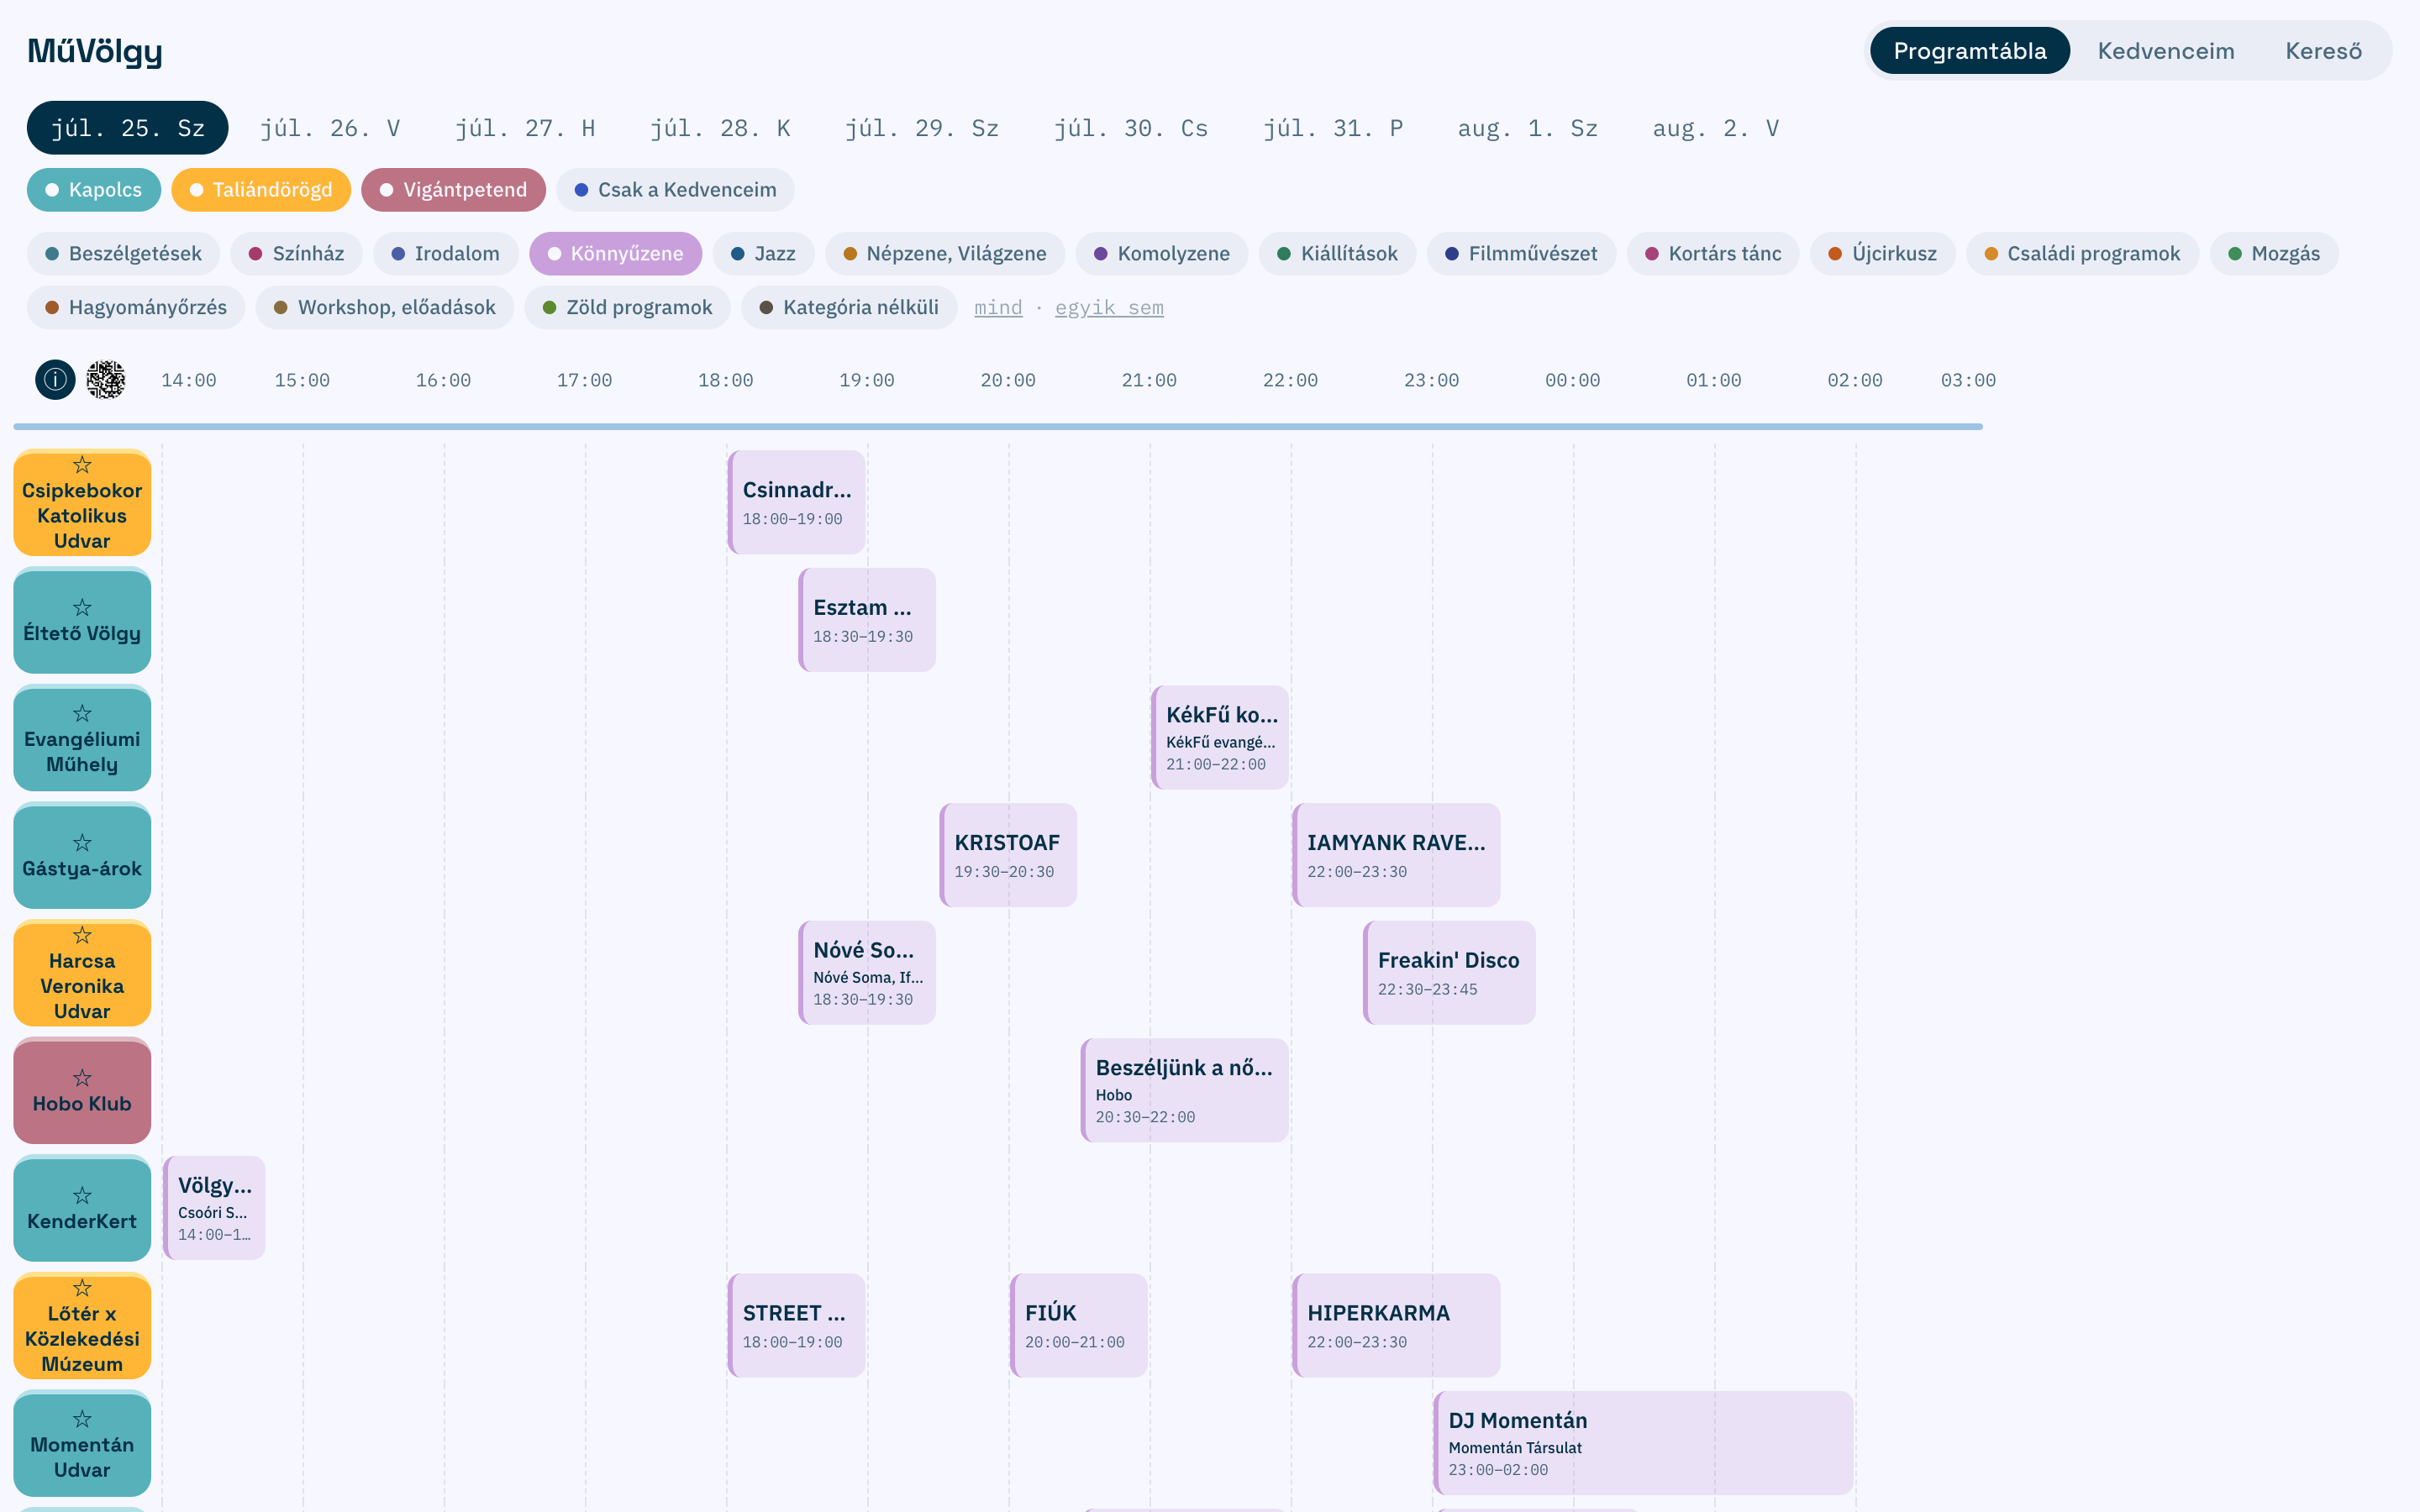 MűVölgy
Programtábla Kedvenceim Kereső
júl. 25. Sz júl. 26. V júl. 27. H júl. 28. K júl. 29. Sz júl. 30. Cs júl. 31. P aug. 1. Sz aug. 2. V
Kapolcs Taliándörögd Vigántpetend Csak a Kedvenceim
Beszélgetések Színház Irodalom Könnyűzene Jazz Népzene, Világzene Komolyzene Kiállítások Filmművészet Kortárs tánc Újcirkusz Családi programok Mozgás
Hagyományőrzés Workshop, előadások Zöld programok Kategória nélküli mind · egyik sem
14:00 15:00 16:00 17:00 18:00 19:00 20:00 21:00 22:00 23:00 00:00 01:00 02:00 03:00
☆
Csipkebokor
Katolikus
Udvar
Csinnadr...
18:00–19:00
☆
Éltető Völgy
Esztam ...
18:30–19:30
☆
Evangéliumi
Műhely
KékFű ko...
KékFű evangé...
21:00–22:00
☆
Gástya-árok
KRISTOAF
19:30–20:30
IAMYANK RAVE...
22:00–23:30
☆
Harcsa
Veronika
Udvar
Nóvé So...
Nóvé Soma, If...
18:30–19:30
Freakin' Disco
22:30–23:45
☆
Hobo Klub
Beszéljünk a nő...
Hobo
20:30–22:00
☆
KenderKert
Völgy...
Csoóri S...
14:00–1...
☆
Lőtér x
Közlekedési
Múzeum
STREET ...
18:00–19:00
FIÚK
20:00–21:00
HIPERKARMA
22:00–23:30
☆
Momentán
Udvar
DJ Momentán
Momentán Társulat
23:00–02:00